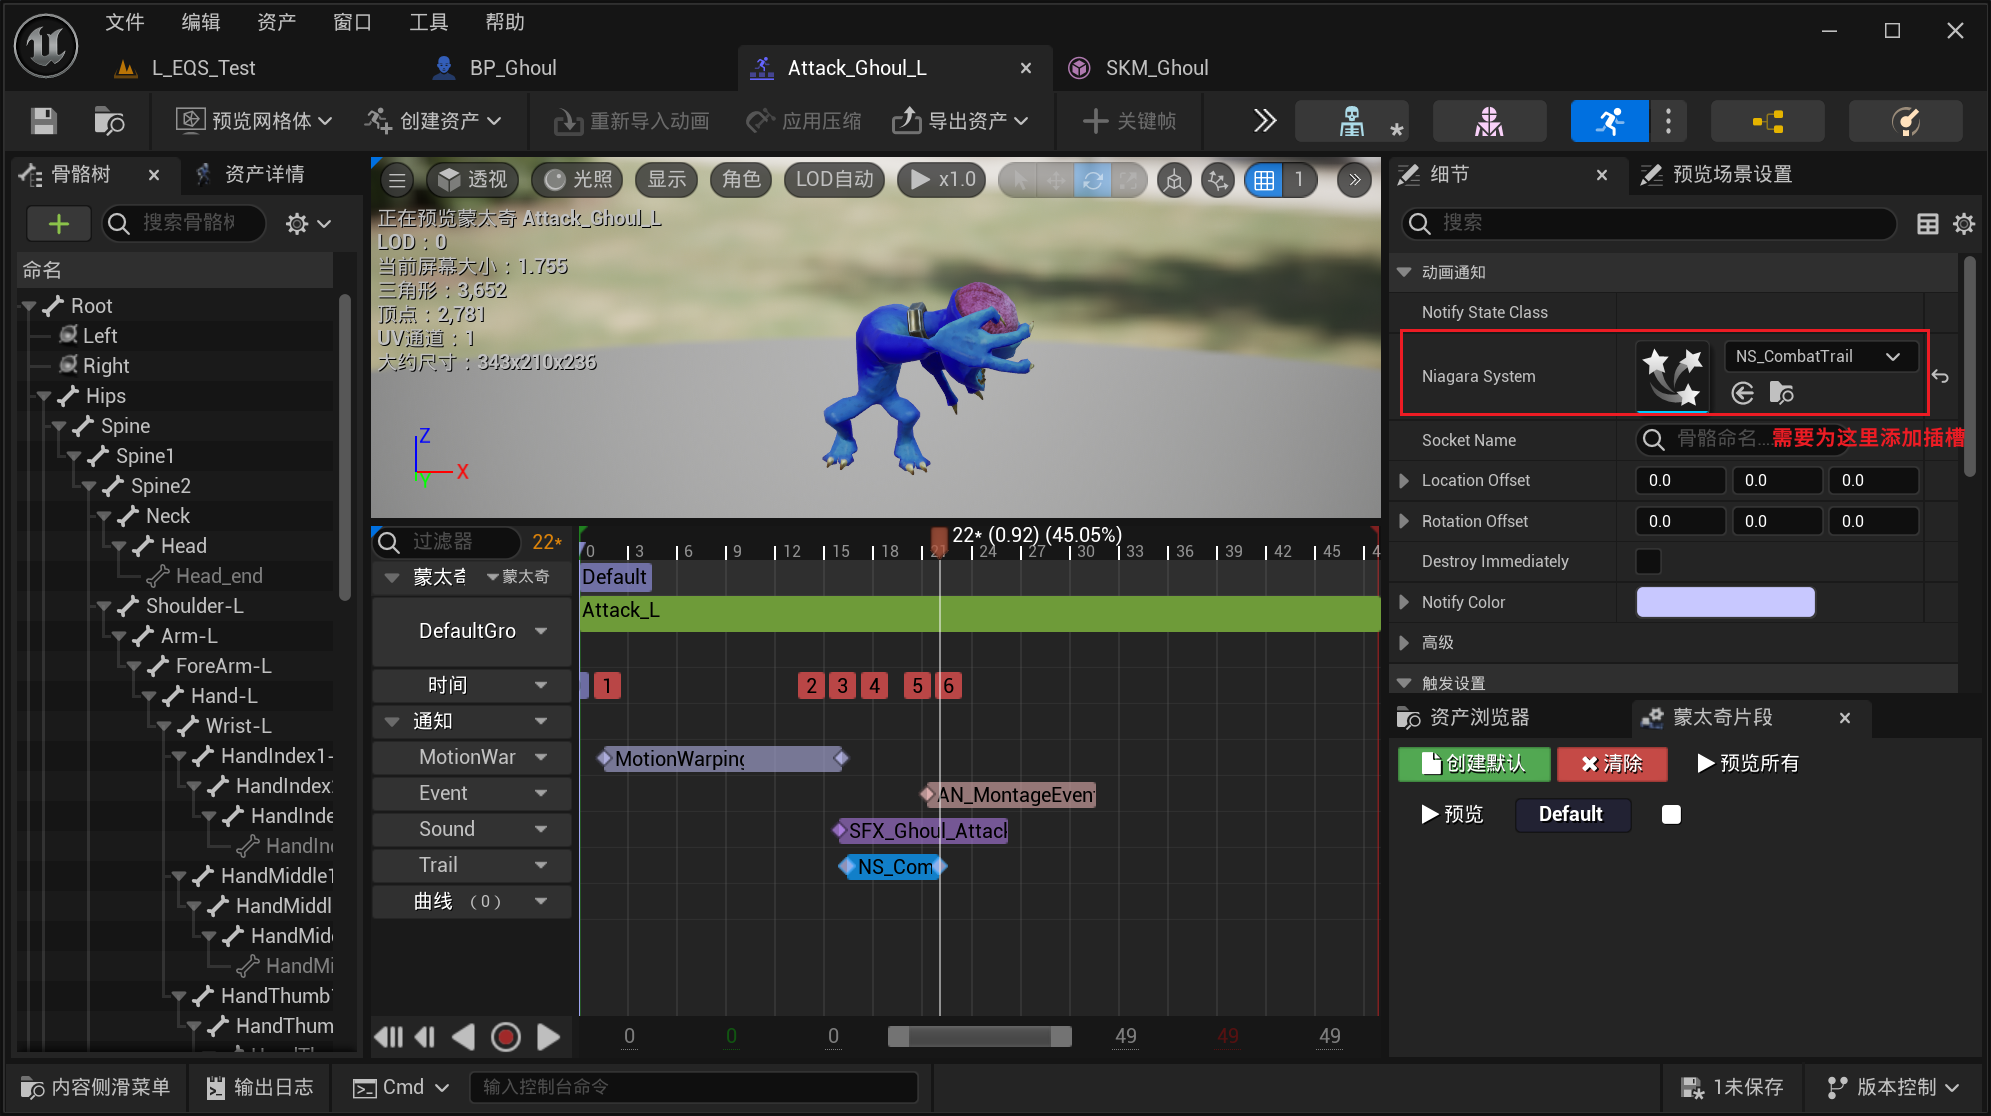 文件 编辑 资产 窗口 工具 帮助
L_EQS_Test BP_Ghoul Attack_Ghoul_L SKM_Ghoul
预览网格体 创建资产 重新导入动画 应用压缩 导出资产 关键帧
骨骼树 资产详情
搜索骨骼树
命名
Root
Left
Right
Hips
Spine
Spine1
Spine2
Neck
Head
Head_end
Shoulder-L
Arm-L
ForeArm-L
Hand-L
Wrist-L
HandIndex1-
HandIndex
HandInde
HandInd
HandMiddle1
HandMiddl
HandMid
HandMi
HandThumb
HandThum
透视 光照 显示 角色 LOD自动 x1.0 1
正在预览蒙太奇 Attack_Ghoul_L
LOD：0
当前屏幕大小：1.755
三角形：3,652
顶点：2,781
UV通道：1
大约尺寸：343x210x236
Z
X
Y
过滤器 22*
22* (0.92) (45.05%)
0 3 6 9 12 15 18 21 24 27 30 33 36 39 42 45 4
蒙太奇 蒙太奇 Default
Attack_L
DefaultGro
时间 1 2 3 4 5 6
通知
MotionWar MotionWarping
Event AN_MontageEven
Sound SFX_Ghoul_Attack
Trail NS_Com
曲线 （0）
0 0 0 49 49 49
细节 预览场景设置
搜索
动画通知
Notify State Class
Niagara System NS_CombatTrail
Socket Name 骨骼命名... 需要为这里添加插槽
Location Offset 0.0 0.0 0.0
Rotation Offset 0.0 0.0 0.0
Destroy Immediately
Notify Color
高级
触发设置
资产浏览器 蒙太奇片段
创建默认 清除 预览所有
预览 Default
内容侧滑菜单 输出日志 Cmd 输入控制台命令 1未保存 版本控制